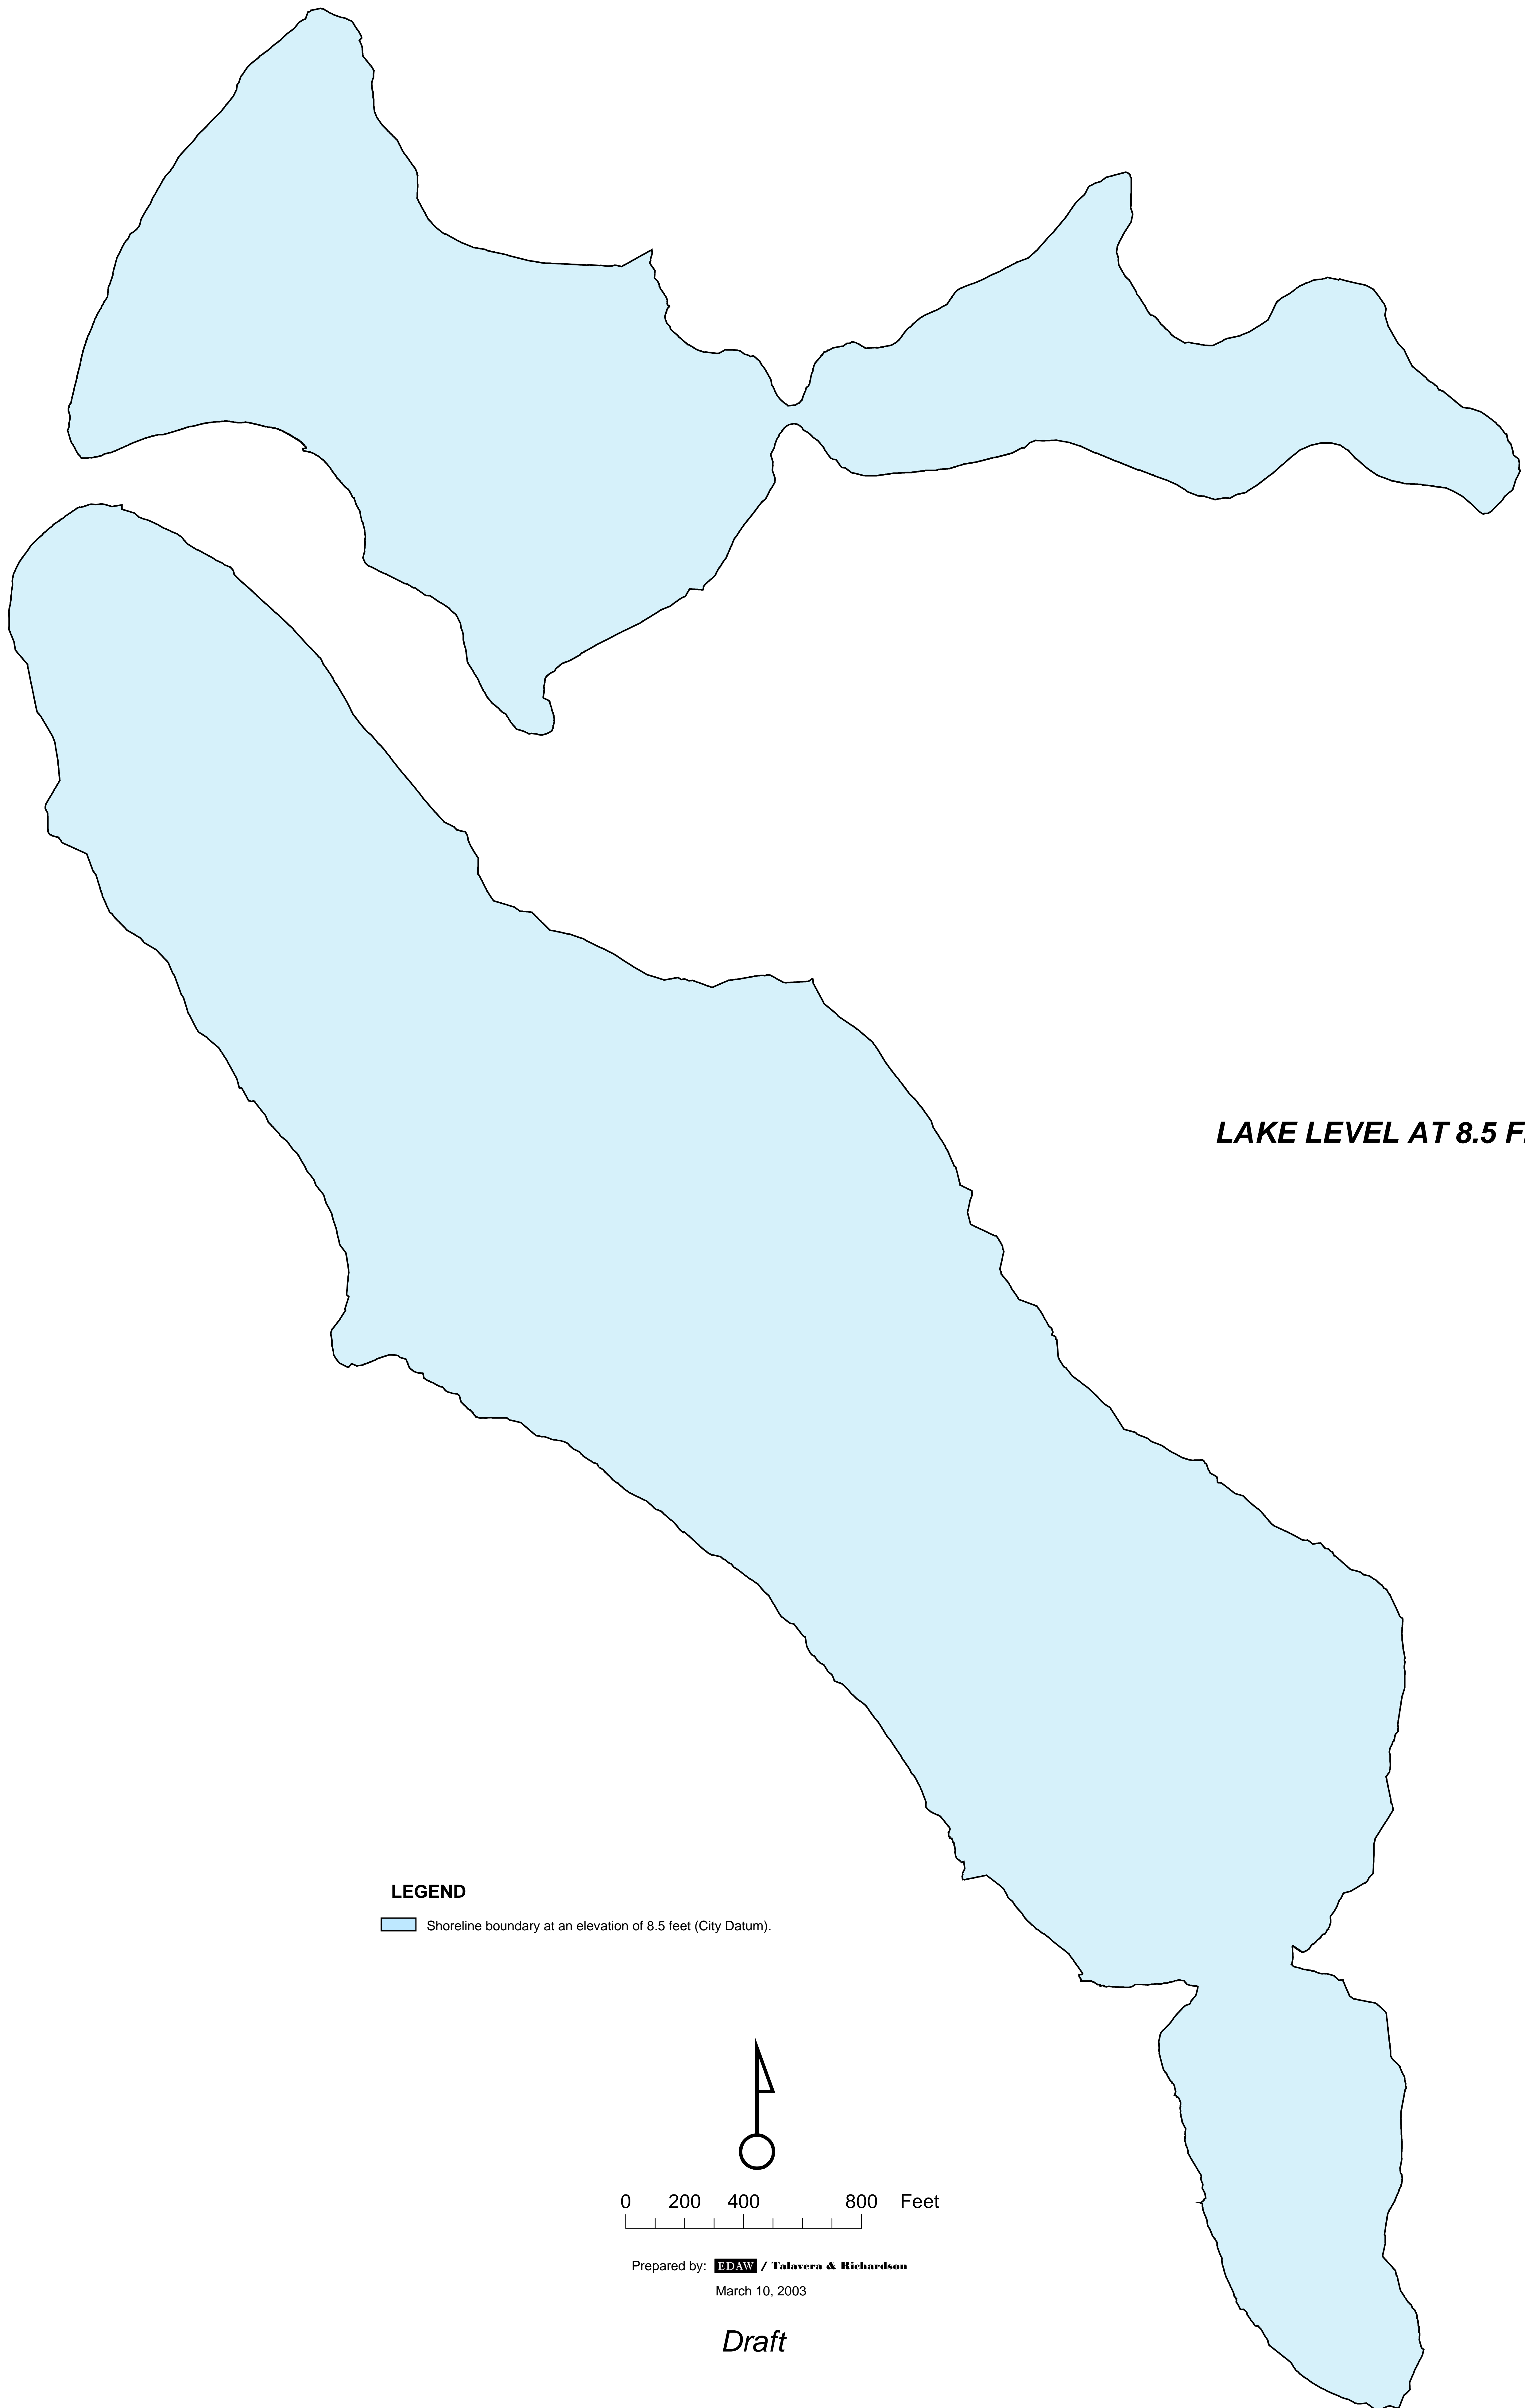 LAKE LEVEL AT 8.5
LEGEND
Shoreline boundary at an elevation of 8.5 feet (City Datum).
0 200 400 800 Feet
Prepared by: EDAW / Talavera & Richardson
March 10, 2003
Draft